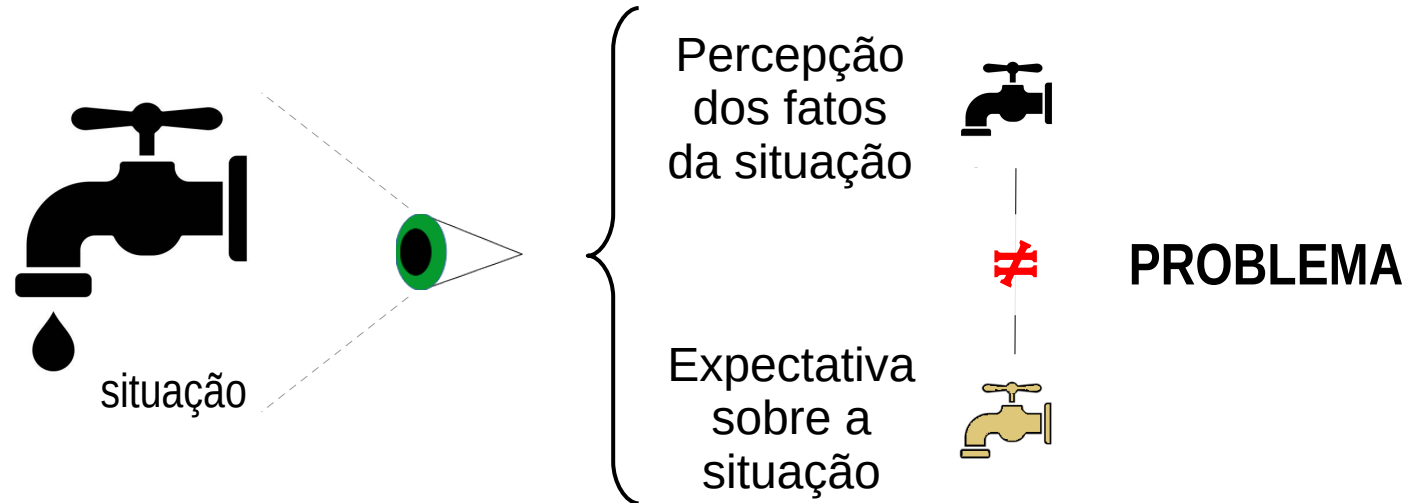 situação
Percepção
dos fatos
da situação
≠
PROBLEMA
Expectativa
sobre a
situação